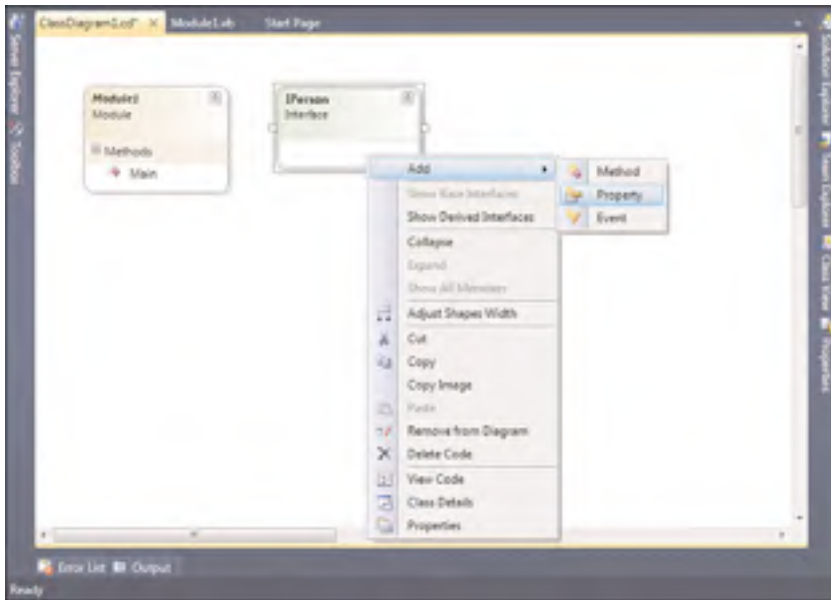 ClassDiagram1.cd* × Module1.vb Start Page
Server Explorer
Toolbox
Module1
Module
Methods
Main
IPerson
Interface
Add
Show Base Interfaces
Show Derived Interfaces
Collapse
Expand
Show All Members
Adjust Shapes Width
Cut
Copy
Copy Image
Paste
Remove from Diagram
Delete Code
View Code
Class Details
Properties
Method
Property
Event
Solution Explorer
Team Explorer
Class View
Properties
Error List Output
Ready